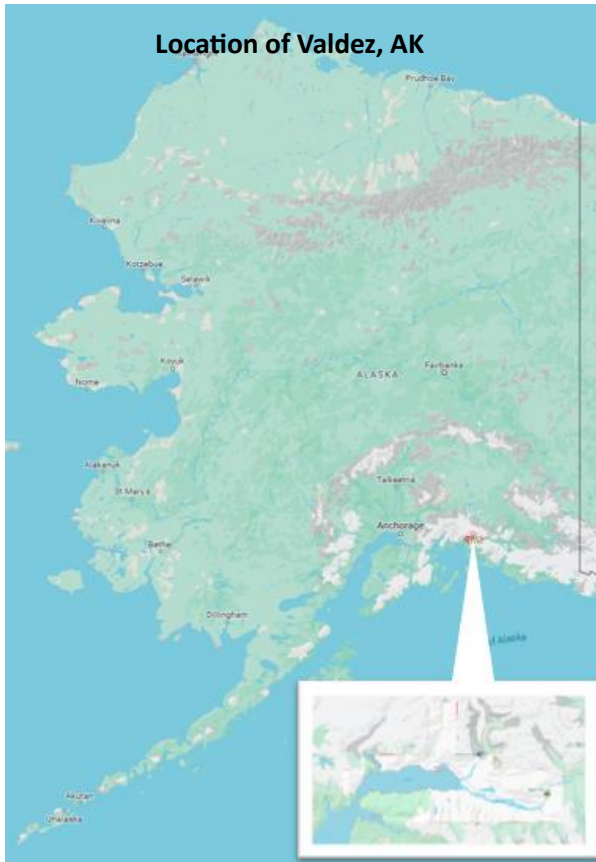 Location of Valdez, AK
Prudhoe Bay
Kivalina
Kotzebue
Selawik
Koyuk
Nome
ALASKA
Fairbanks
Alakanuk
St Mary's
Talkeetna
Anchorage
Bethel
Dillingham
Alaska
Akutan
Unalaska